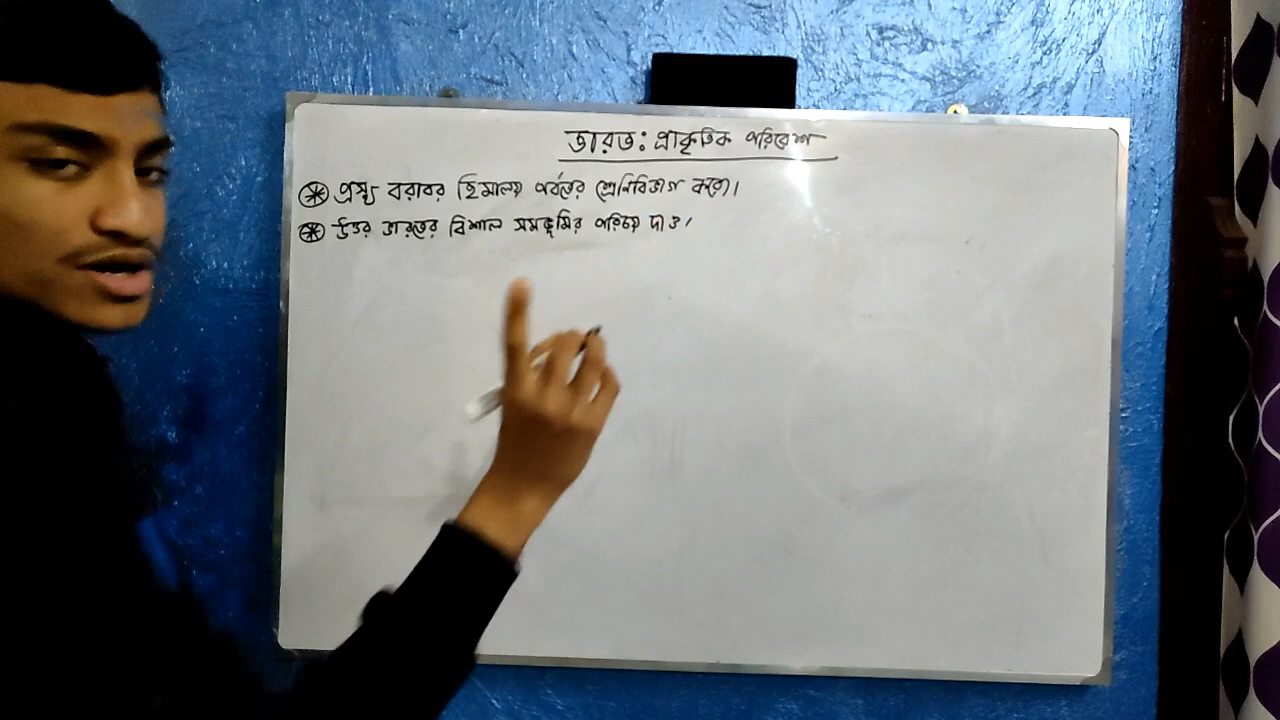 ভারত: প্রাকৃতিক পরিবেশ
প্রস্থ বরাবর হিমালয় পর্বতের শ্রেণিবিভাগ করো।
উত্তর ভারতের বিশাল সমভূমির পরিচয় দাও।